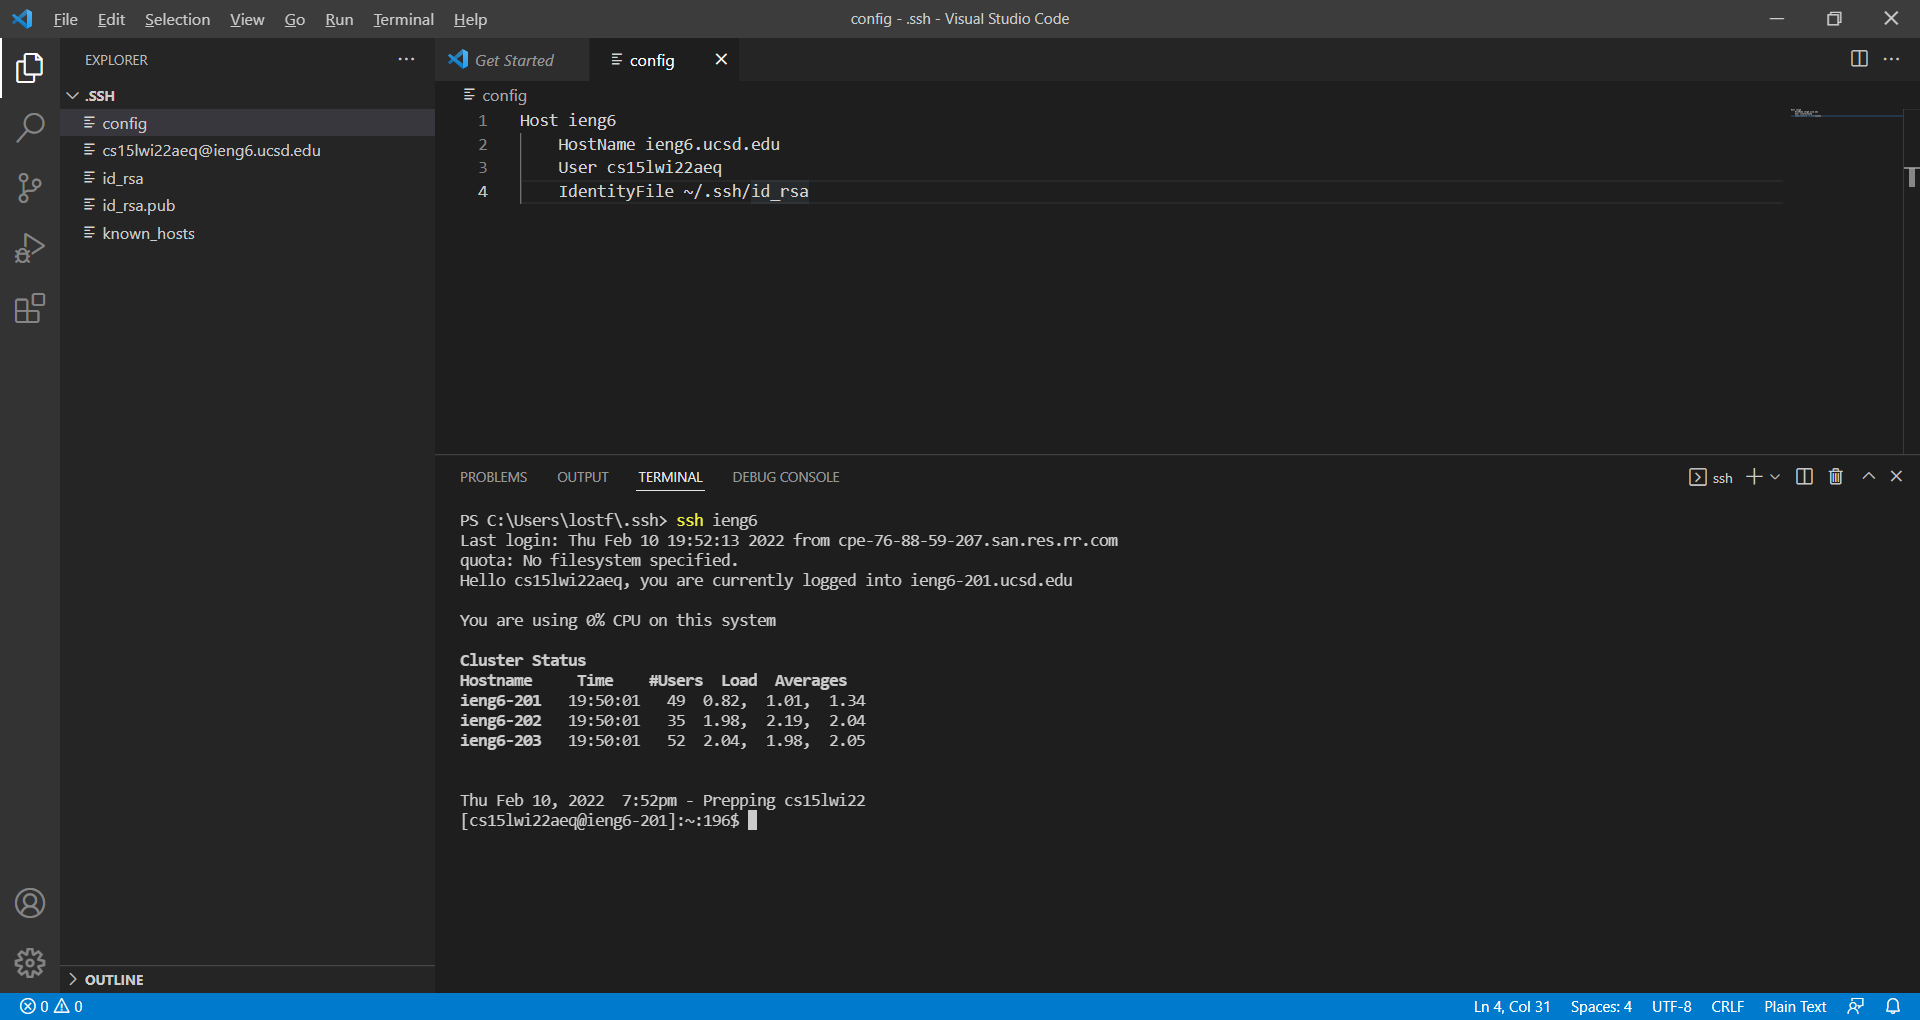 File Edit Selection View Go Run Terminal Help config - .ssh - Visual Studio Code
EXPLORER
.SSH
config
cs15lwi22aeq@ieng6.ucsd.edu
id_rsa
id_rsa.pub
known_hosts
OUTLINE
Get Started config
config
1 Host ieng6
2     HostName ieng6.ucsd.edu
3     User cs15lwi22aeq
4     IdentityFile ~/.ssh/id_rsa
PROBLEMS OUTPUT TERMINAL DEBUG CONSOLE ssh
PS C:\Users\lostf\.ssh> ssh ieng6
Last login: Thu Feb 10 19:52:13 2022 from cpe-76-88-59-207.san.res.rr.com
quota: No filesystem specified.
Hello cs15lwi22aeq, you are currently logged into ieng6-201.ucsd.edu
You are using 0% CPU on this system
Cluster Status
Hostname     Time    #Users  Load  Averages
ieng6-201   19:50:01   49  0.82,  1.01,  1.34
ieng6-202   19:50:01   35  1.98,  2.19,  2.04
ieng6-203   19:50:01   52  2.04,  1.98,  2.05
Thu Feb 10, 2022  7:52pm - Prepping cs15lwi22
[cs15lwi22aeq@ieng6-201]:~:196$
0 0 Ln 4, Col 31 Spaces: 4 UTF-8 CRLF Plain Text